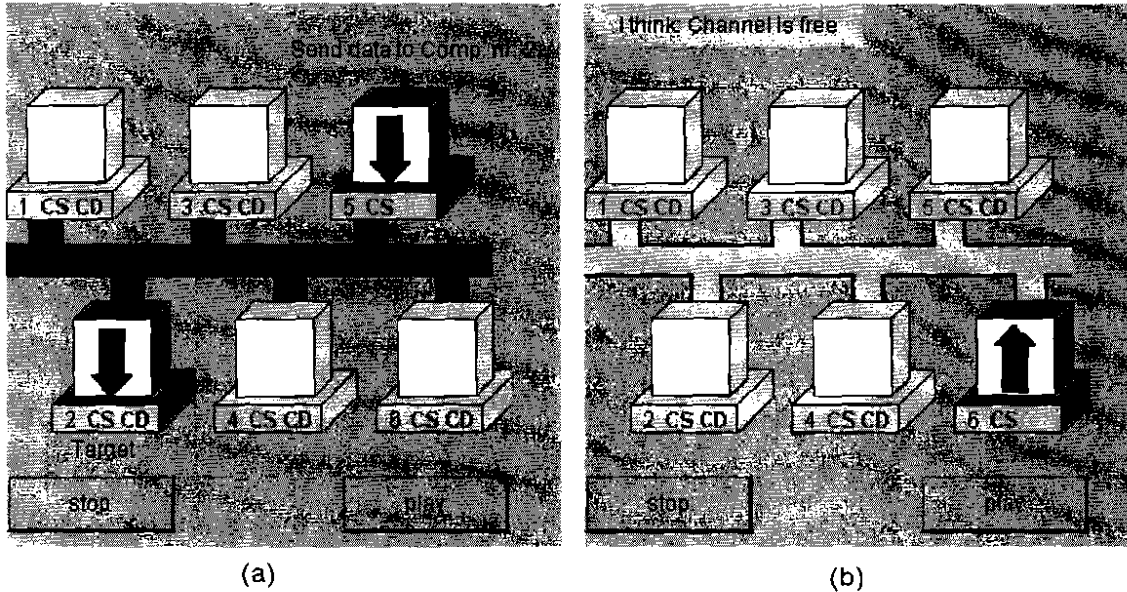 Send data to Comp. nr. 2
1 CS CD
3 CS CD
5 CS
2 CS CD
4 CS CD
6 CS CD
Target
stop
play
(a)
I think: Channel is free
1 CS CD
3 CS CD
5 CS CD
2 CS CD
4 CS CD
6 CS
stop
play
(b)